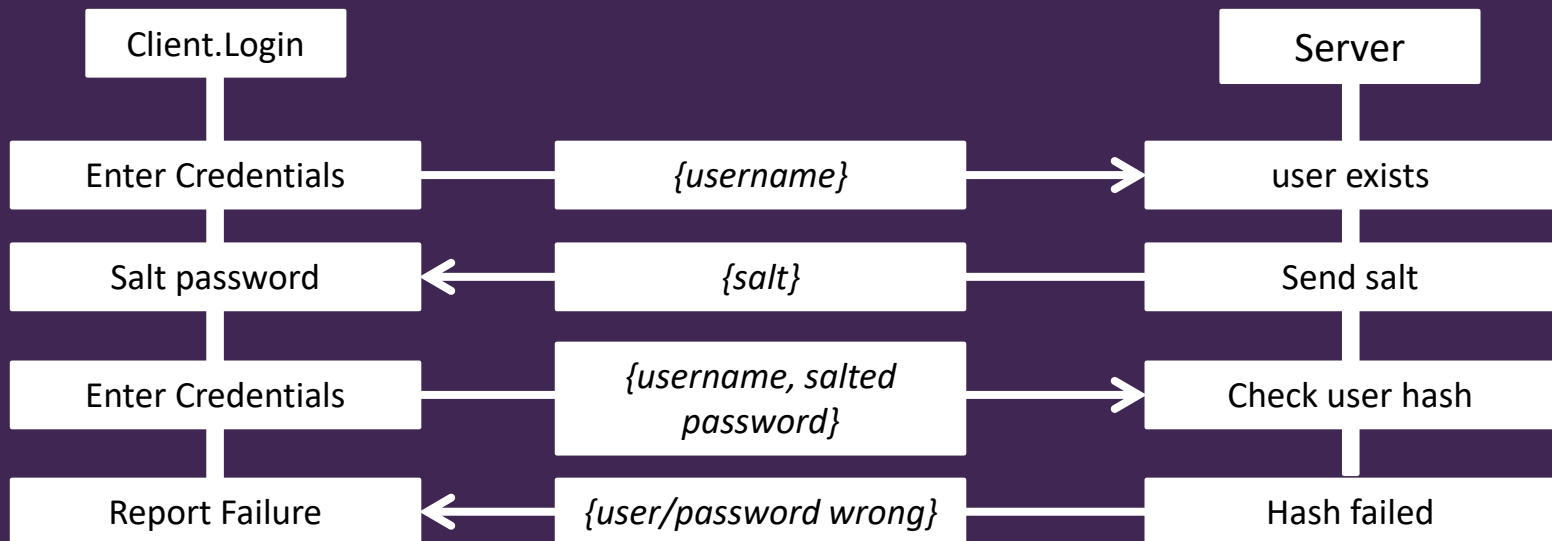 Client.Login
Server
Enter Credentials
{username}
user exists
Salt password
{salt}
Send salt
Enter Credentials
{username, salted
password}
Check user hash
Report Failure
{user/password wrong}
Hash failed